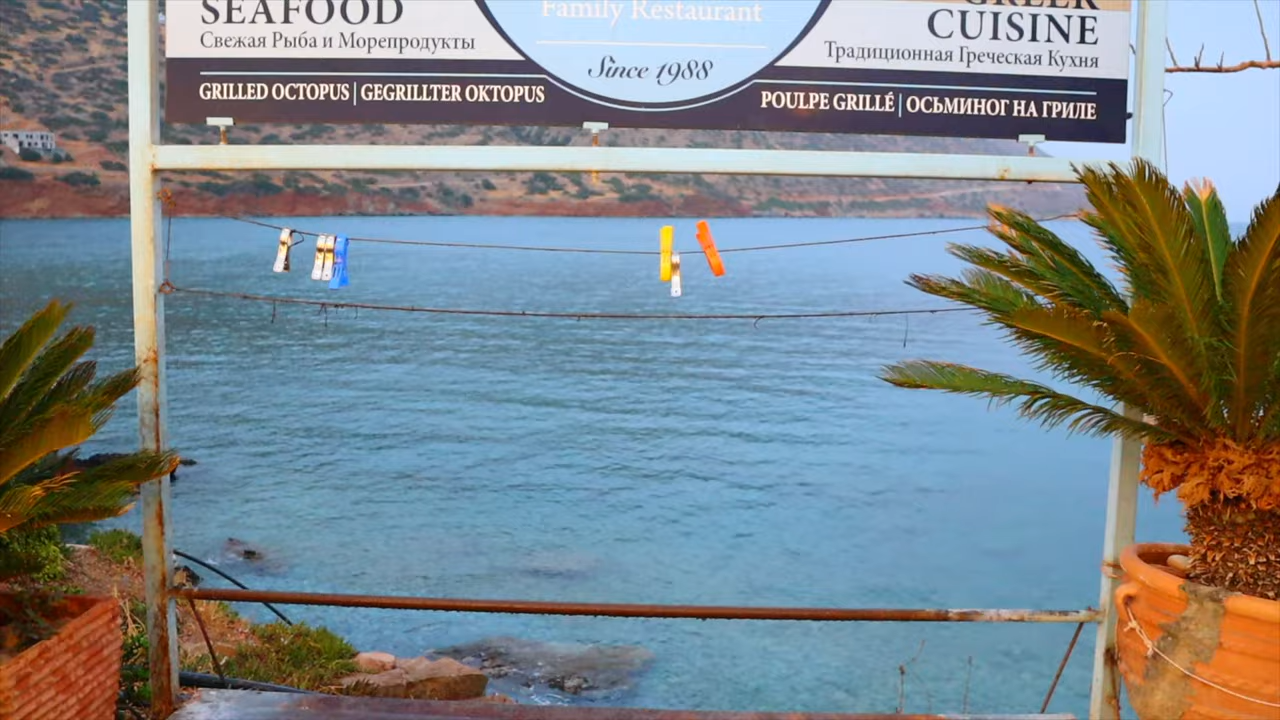 SEAFOOD
Свежая Рыба и Морепродукты
GRILLED OCTOPUS | GEGRILLTER OKTOPUS
Family Restaurant
Since 1988
GREEK
CUISINE
Традиционная Греческая Кухня
POULPE GRILLÉ | ОСЬМИНОГ НА ГРИЛЕ